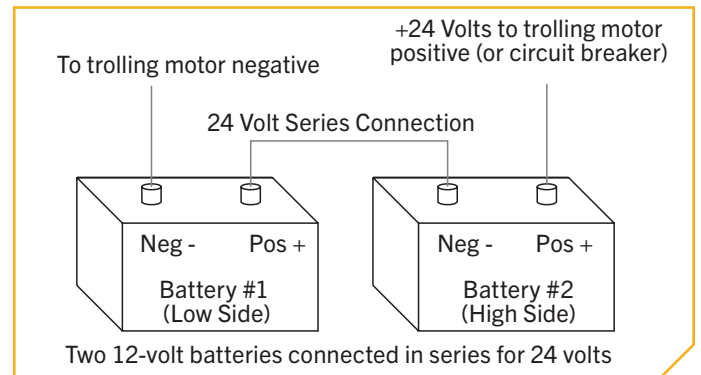 +24 Volts to trolling motor
positive (or circuit breaker)
To trolling motor negative
24 Volt Series Connection
Neg - Pos +
Battery #1
(Low Side)
Neg - Pos +
Battery #2
(High Side)
Two 12-volt batteries connected in series for 24 volts